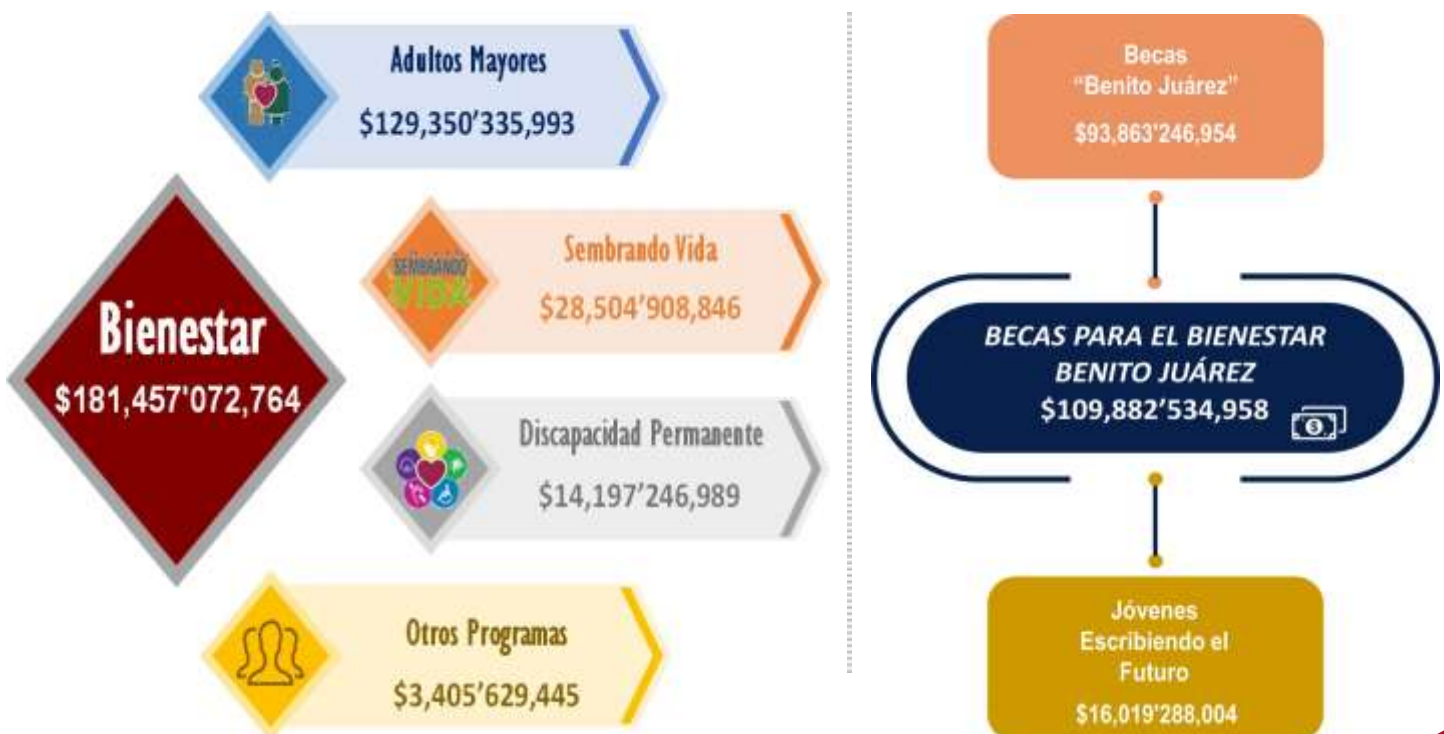 Adultos Mayores
$129,350’335,993
SEMBRANDO
VIDA
Sembrando Vida
$28,504’908,846
Bienestar
$181,457'072,764
Discapacidad Permanente
$14,197’246,989
Otros Programas
$3,405’629,445
Becas
“Benito Juárez”
$93,863'246,954
BECAS PARA EL BIENESTAR
BENITO JUÁREZ
$109,882’534,958
Jóvenes
Escribiendo el
Futuro
$16,019'288,004